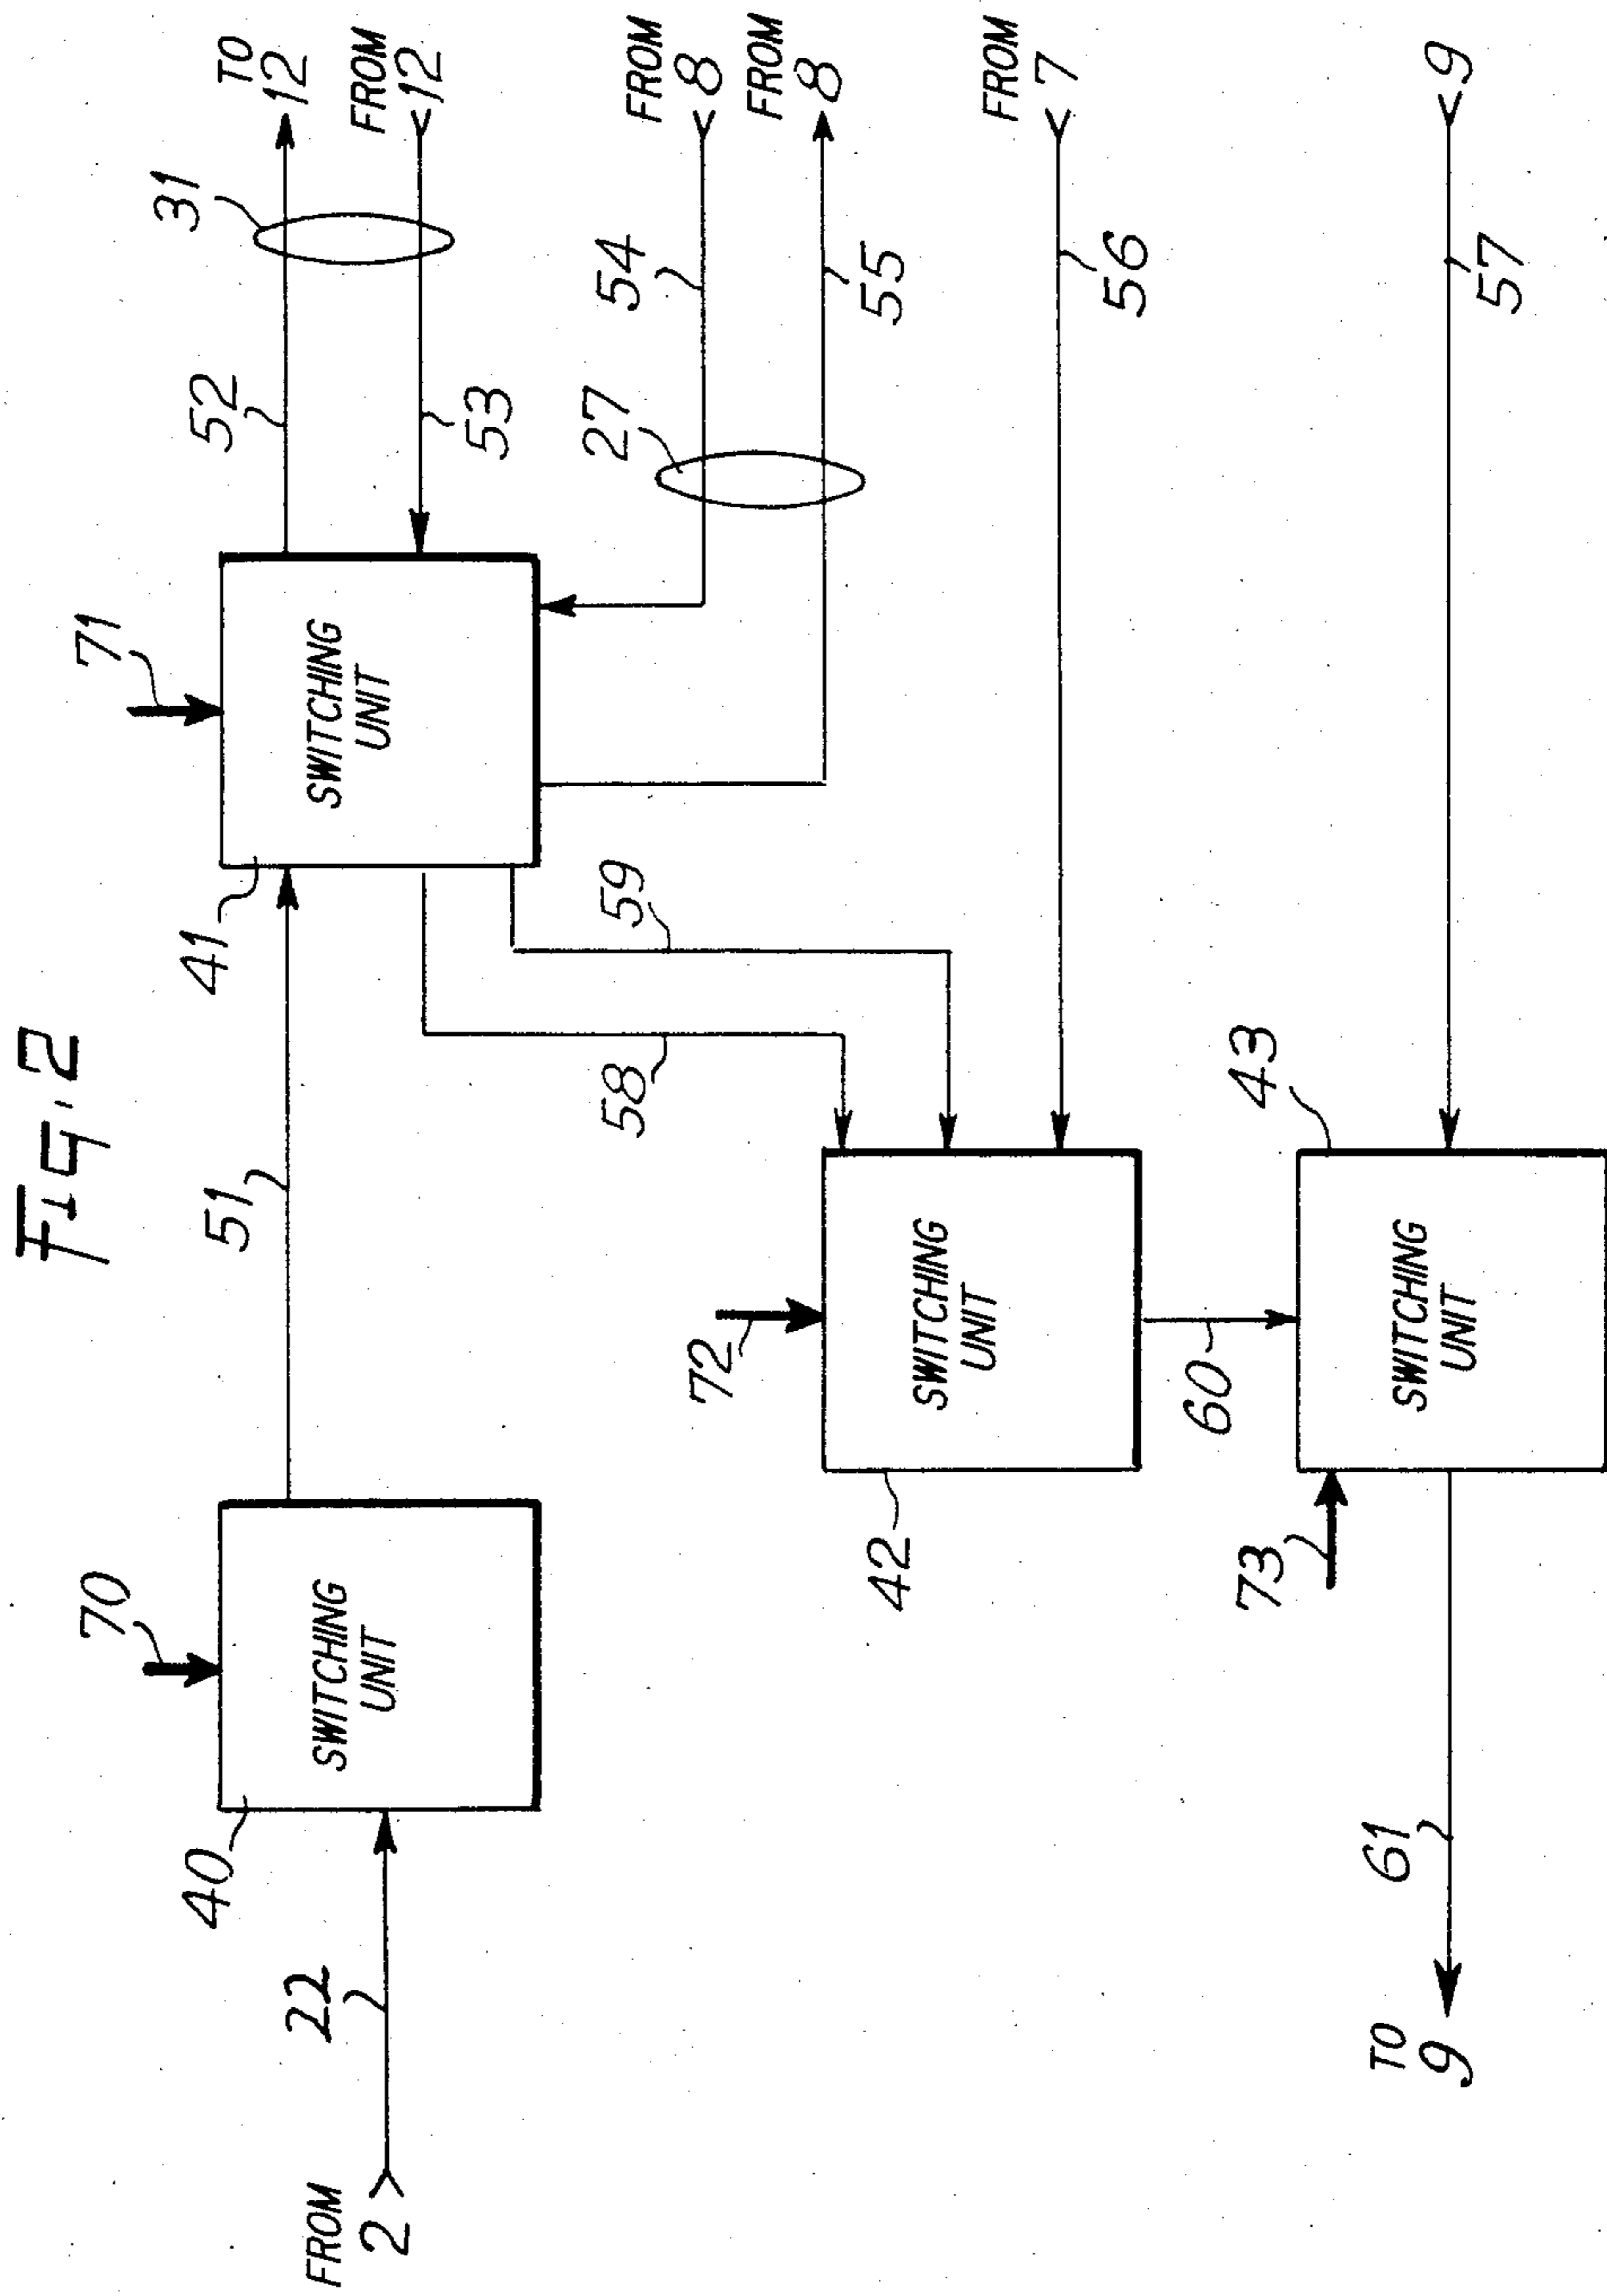 Fig. 2
70
71
40
SWITCHING
UNIT
22
FROM
2
51
41
SWITCHING
UNIT
52
31
TO
12
FROM
12
53
54
FROM
8
27
FROM
8
55
58
59
FROM
7
56
72
42
SWITCHING
UNIT
60
73
43
SWITCHING
UNIT
9
57
61
TO
9